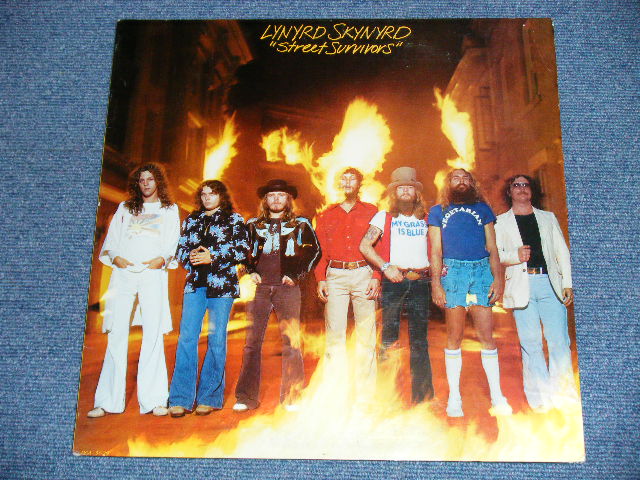 LYNYRD SKYNYRD
"Street Survivors"
MY GRASS
IS BLUE
VEGETARIAN